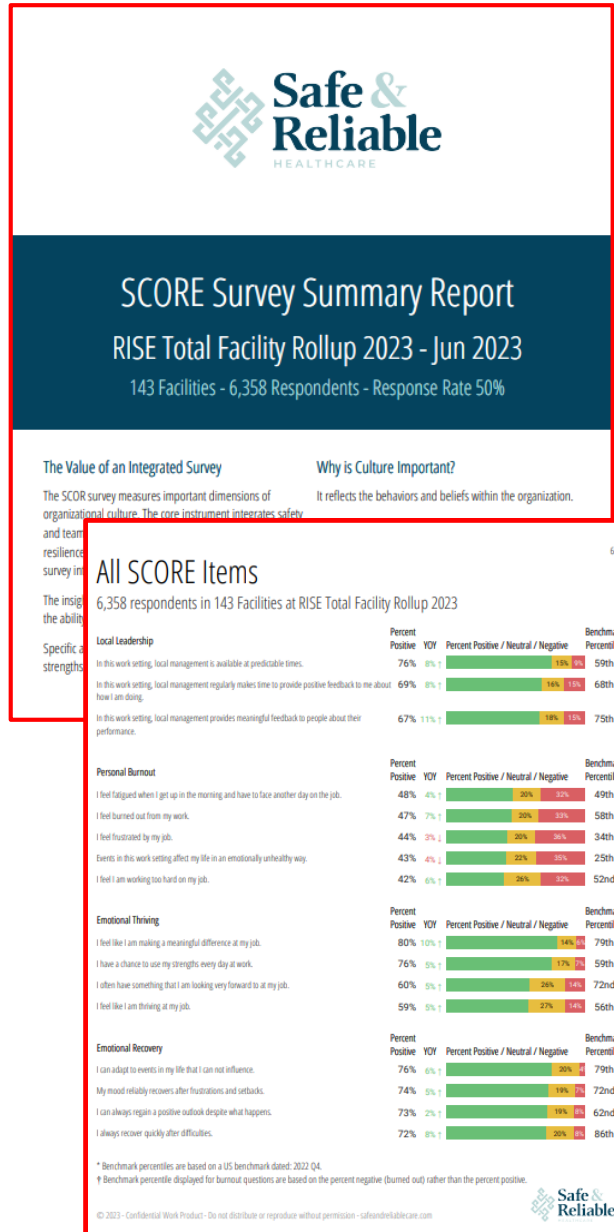 Safe &
Reliable
HEALTHCARE
SCORE Survey Summary Report
RISE Total Facility Rollup 2023 - Jun 2023
143 Facilities - 6,358 Respondents - Response Rate 50%
The Value of an Integrated Survey
The SCOR survey measures important dimensions of
organizational culture. The core instrument integrates safety
and team
resilience
survey in
The insig
the ability
Specific a
strengths
Why is Culture Important?
It reflects the behaviors and beliefs within the organization.
6
All SCORE Items
6,358 respondents in 143 Facilities at RISE Total Facility Rollup 2023
Local Leadership Percent Positive YOY Percent Positive / Neutral / Negative Benchma Percentil
In this work setting, local management is available at predictable times. 76% 8% ↑ 15% 9% 59th
In this work setting, local management regularly makes time to provide positive feedback to me about 69% 8% ↑ 16% 15% 68th
how I am doing.
In this work setting, local management provides meaningful feedback to people about their 67% 11% ↑ 18% 15% 75th
performance.
Personal Burnout Percent Positive YOY Percent Positive / Neutral / Negative Benchma Percentil
I feel fatigued when I get up in the morning and have to face another day on the job. 48% 4% ↑ 20% 32% 49th
I feel burned out from my work. 47% 7% ↑ 20% 33% 58th
I feel frustrated by my job. 44% 3% ↓ 20% 36% 34th
Events in this work setting affect my life in an emotionally unhealthy way. 43% 4% ↓ 22% 35% 25th
I feel I am working too hard on my job. 42% 6% ↑ 26% 32% 52nd
Emotional Thriving Percent Positive YOY Percent Positive / Neutral / Negative Benchma Percentil
I feel like I am making a meaningful difference at my job. 80% 10% ↑ 14% 6% 79th
I have a chance to use my strengths every day at work. 76% 5% ↑ 17% 7% 59th
I often have something that I am looking very forward to at my job. 60% 5% ↑ 26% 14% 72nd
I feel like I am thriving at my job. 59% 5% ↑ 27% 14% 56th
Emotional Recovery Percent Positive YOY Percent Positive / Neutral / Negative Benchma Percentil
I can adapt to events in my life that I can not influence. 76% 6% ↑ 20% 4% 79th
My mood reliably recovers after frustrations and setbacks. 74% 5% ↑ 19% 7% 72nd
I can always regain a positive outlook despite what happens. 73% 2% ↑ 19% 8% 62nd
I always recover quickly after difficulties. 72% 8% ↑ 20% 8% 86th
* Benchmark percentiles are based on a US benchmark dated: 2022 Q4.
† Benchmark percentile displayed for burnout questions are based on the percent negative (burned out) rather than the percent positive.
© 2023 - Confidential Work Product - Do not distribute or reproduce without permission - safeandreliablecare.com
Safe &
Reliable